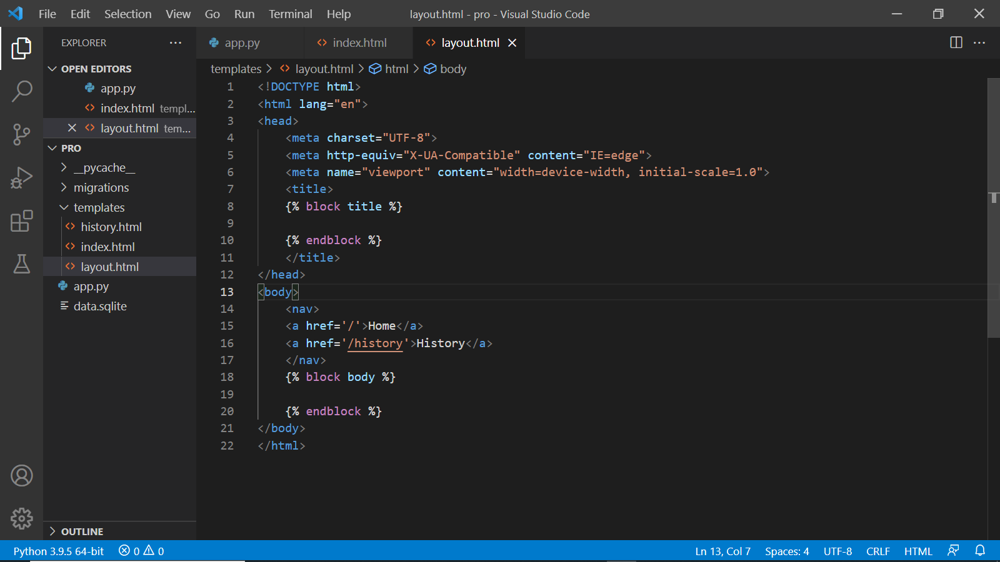 File Edit Selection View Go Run Terminal Help layout.html - pro - Visual Studio Code
EXPLORER
OPEN EDITORS
app.py
index.html templ...
layout.html tem...
PRO
__pycache__
migrations
templates
history.html
index.html
layout.html
app.py
data.sqlite
OUTLINE
app.py index.html layout.html
templates > layout.html > html > body
1 <!DOCTYPE html>
2 <html lang="en">
3 <head>
4 <meta charset="UTF-8">
5 <meta http-equiv="X-UA-Compatible" content="IE=edge">
6 <meta name="viewport" content="width=device-width, initial-scale=1.0">
7 <title>
8 {% block title %}
9
10 {% endblock %}
11 </title>
12 </head>
13 <body>
14 <nav>
15 <a href='/'>Home</a>
16 <a href='/history'>History</a>
17 </nav>
18 {% block body %}
19
20 {% endblock %}
21 </body>
22 </html>
Python 3.9.5 64-bit 0 0 Ln 13, Col 7 Spaces: 4 UTF-8 CRLF HTML